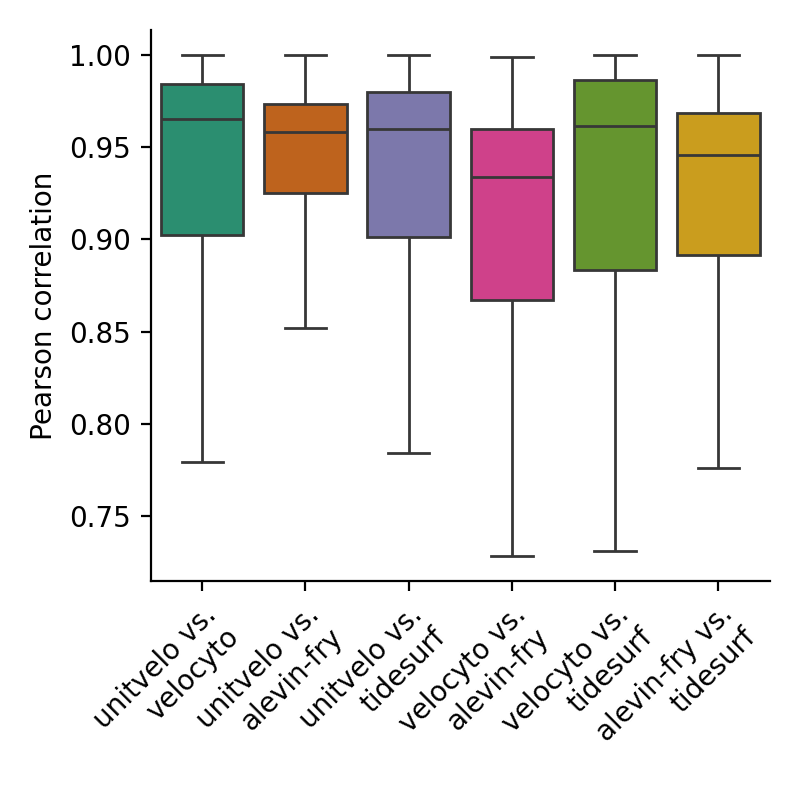 Pearson correlation
1.00
0.95
0.90
0.85
0.80
0.75
unitvelo vs.
velocyto
unitvelo vs.
alevin-fry
unitvelo vs.
tidesurf
velocyto vs.
alevin-fry
velocyto vs.
tidesurf
alevin-fry vs.
tidesurf